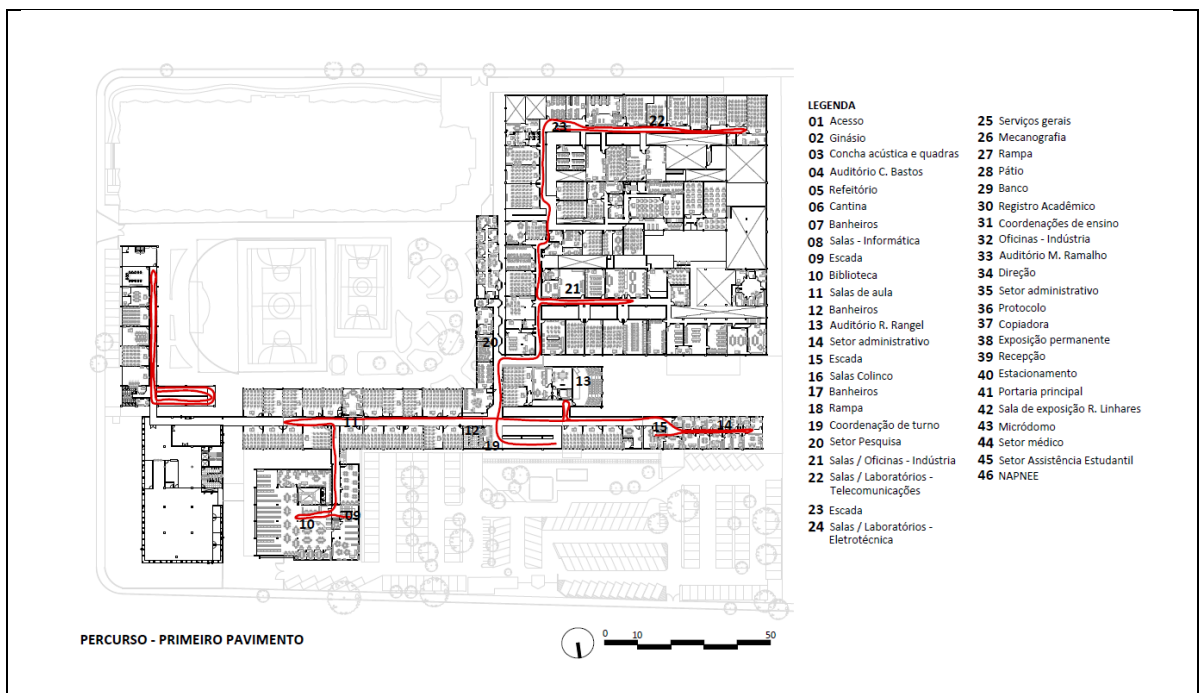 LEGENDA
01 Acesso
02 Ginásio
03 Concha acústica e quadras
04 Auditório C. Bastos
05 Refeitório
06 Cantina
07 Banheiros
08 Salas - Informática
09 Escada
10 Biblioteca
11 Salas de aula
12 Banheiros
13 Auditório R. Rangel
14 Setor administrativo
15 Escada
16 Salas Colinco
17 Banheiros
18 Rampa
19 Coordenação de turno
20 Setor Pesquisa
21 Salas / Oficinas - Indústria
22 Salas / Laboratórios -
Telecomunicações
23 Escada
24 Salas / Laboratórios -
Eletrotécnica
25 Serviços gerais
26 Mecanografia
27 Rampa
28 Pátio
29 Banco
30 Registro Acadêmico
31 Coordenações de ensino
32 Oficinas - Indústria
33 Auditório M. Ramalho
34 Direção
35 Setor administrativo
36 Protocolo
37 Copiadora
38 Exposição permanente
39 Recepção
40 Estacionamento
41 Portaria principal
42 Sala de exposição R. Linhares
43 Micródomo
44 Setor médico
45 Setor Assistência Estudantil
46 NAPNEE
23
22
21
20
13
11
12
19
15
14
10
09
PERCURSO - PRIMEIRO PAVIMENTO
0 10 50